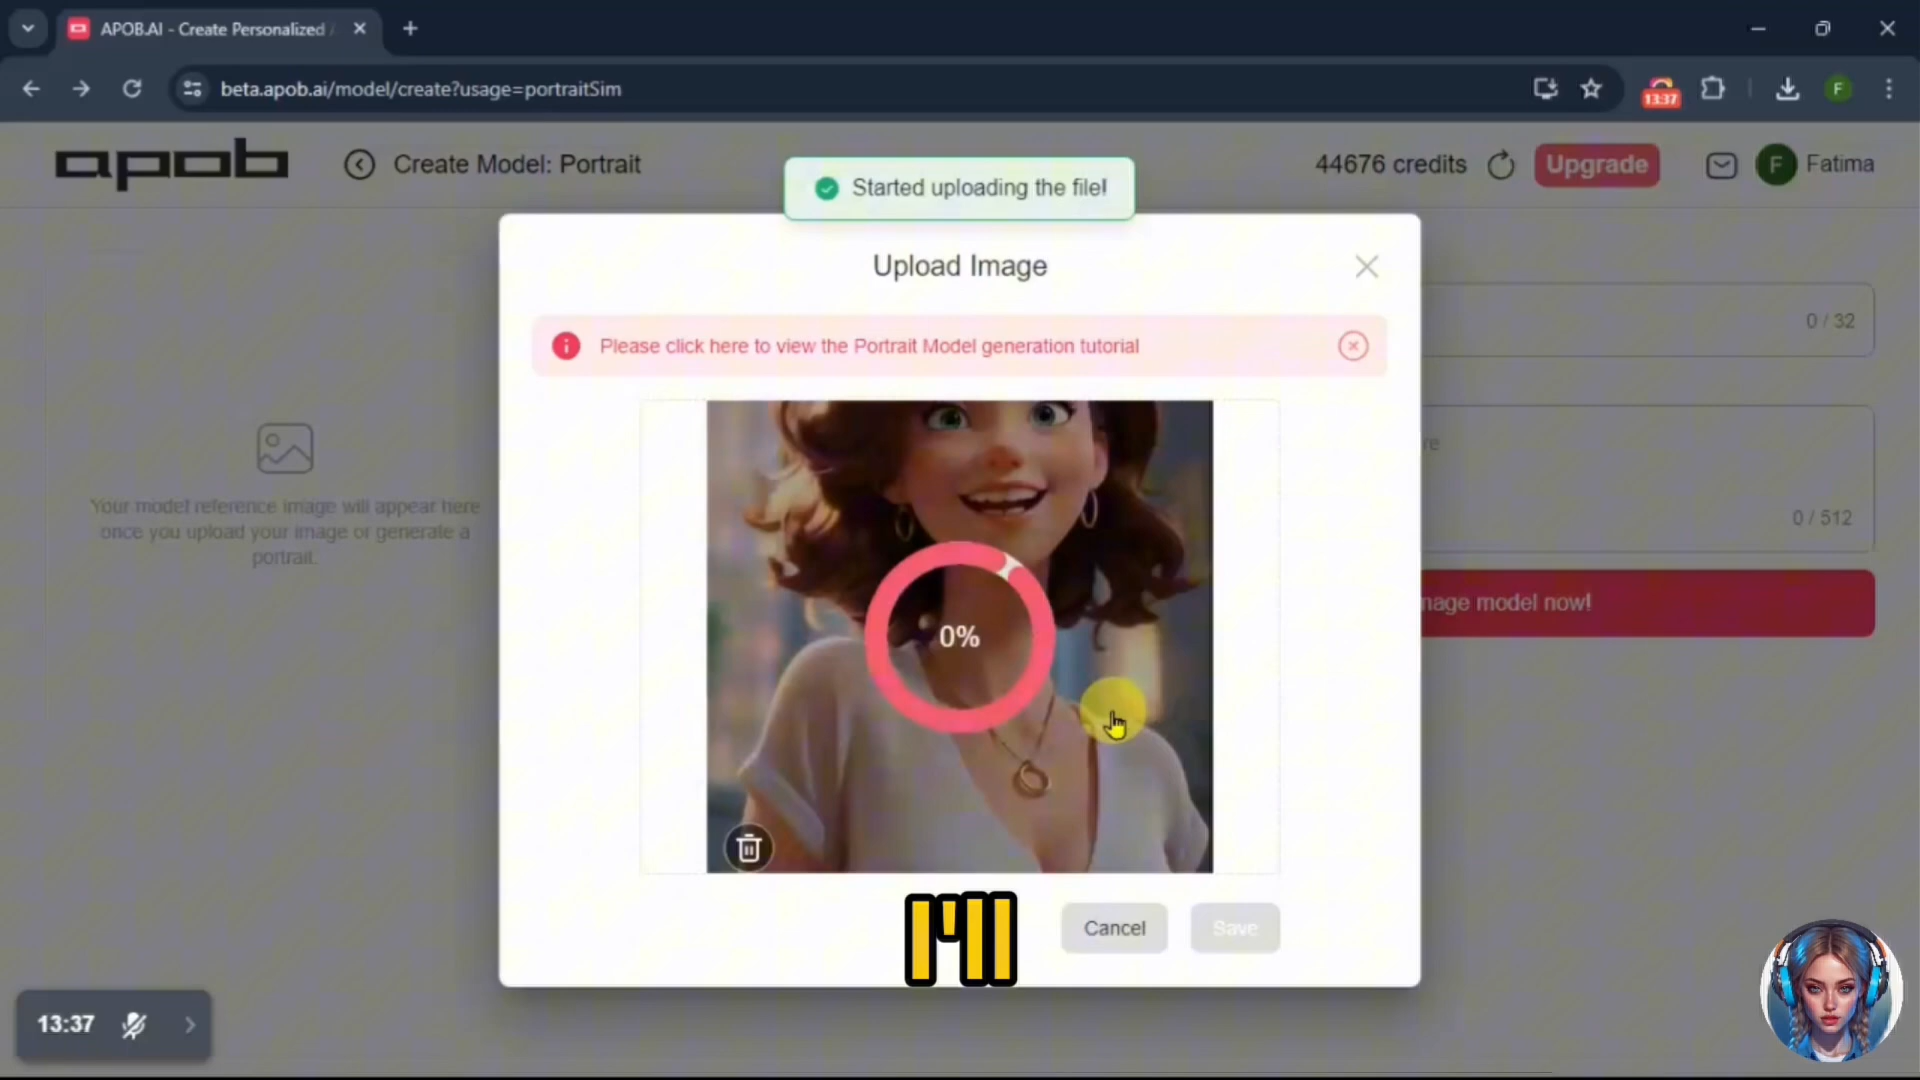 APOB.AI - Create Personalized
beta.apob.ai/model/create?usage=portraitSim
13:37
F
apob
Create Model: Portrait
Started uploading the file!
44676 credits
Upgrade
F
Fatima
Upload Image
Please click here to view the Portrait Model generation tutorial
0 / 32
re
0 / 512
Your model reference image will appear here
once you upload your image or generate a
portrait.
0%
mage model now!
Cancel
Save
I'll
13:37